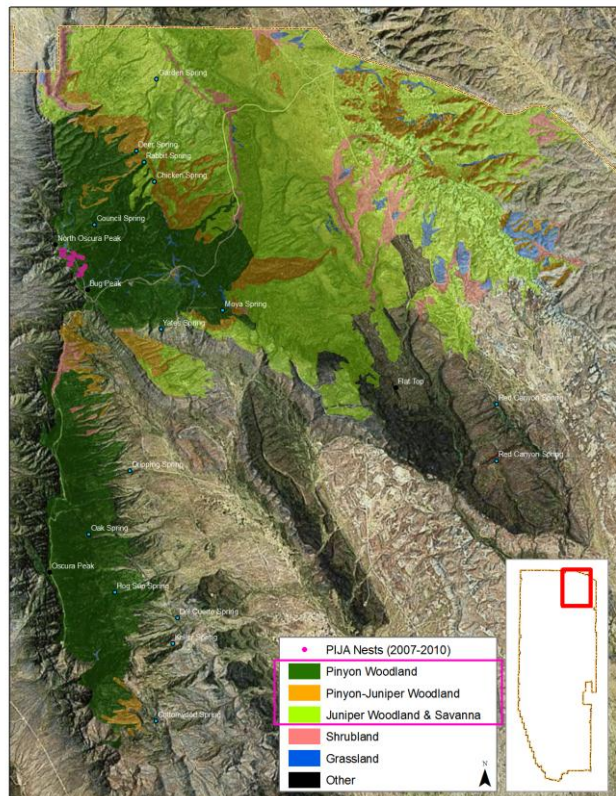 Garden Spring
Deer Spring
Rabbit Spring
Chicken Spring
Council Spring
North Oscura Peak
Bug Peak
Moya Spring
Yates Spring
Flat Top
Red Canyon Spring
Red Canyon Spring
Dripping Spring
Oak Spring
Oscura Peak
Cottonwood Spring
PIJA Nests (2007-2010)
Pinyon Woodland
Pinyon-Juniper Woodland
Juniper Woodland & Savanna
Shrubland
Grassland
Other
N